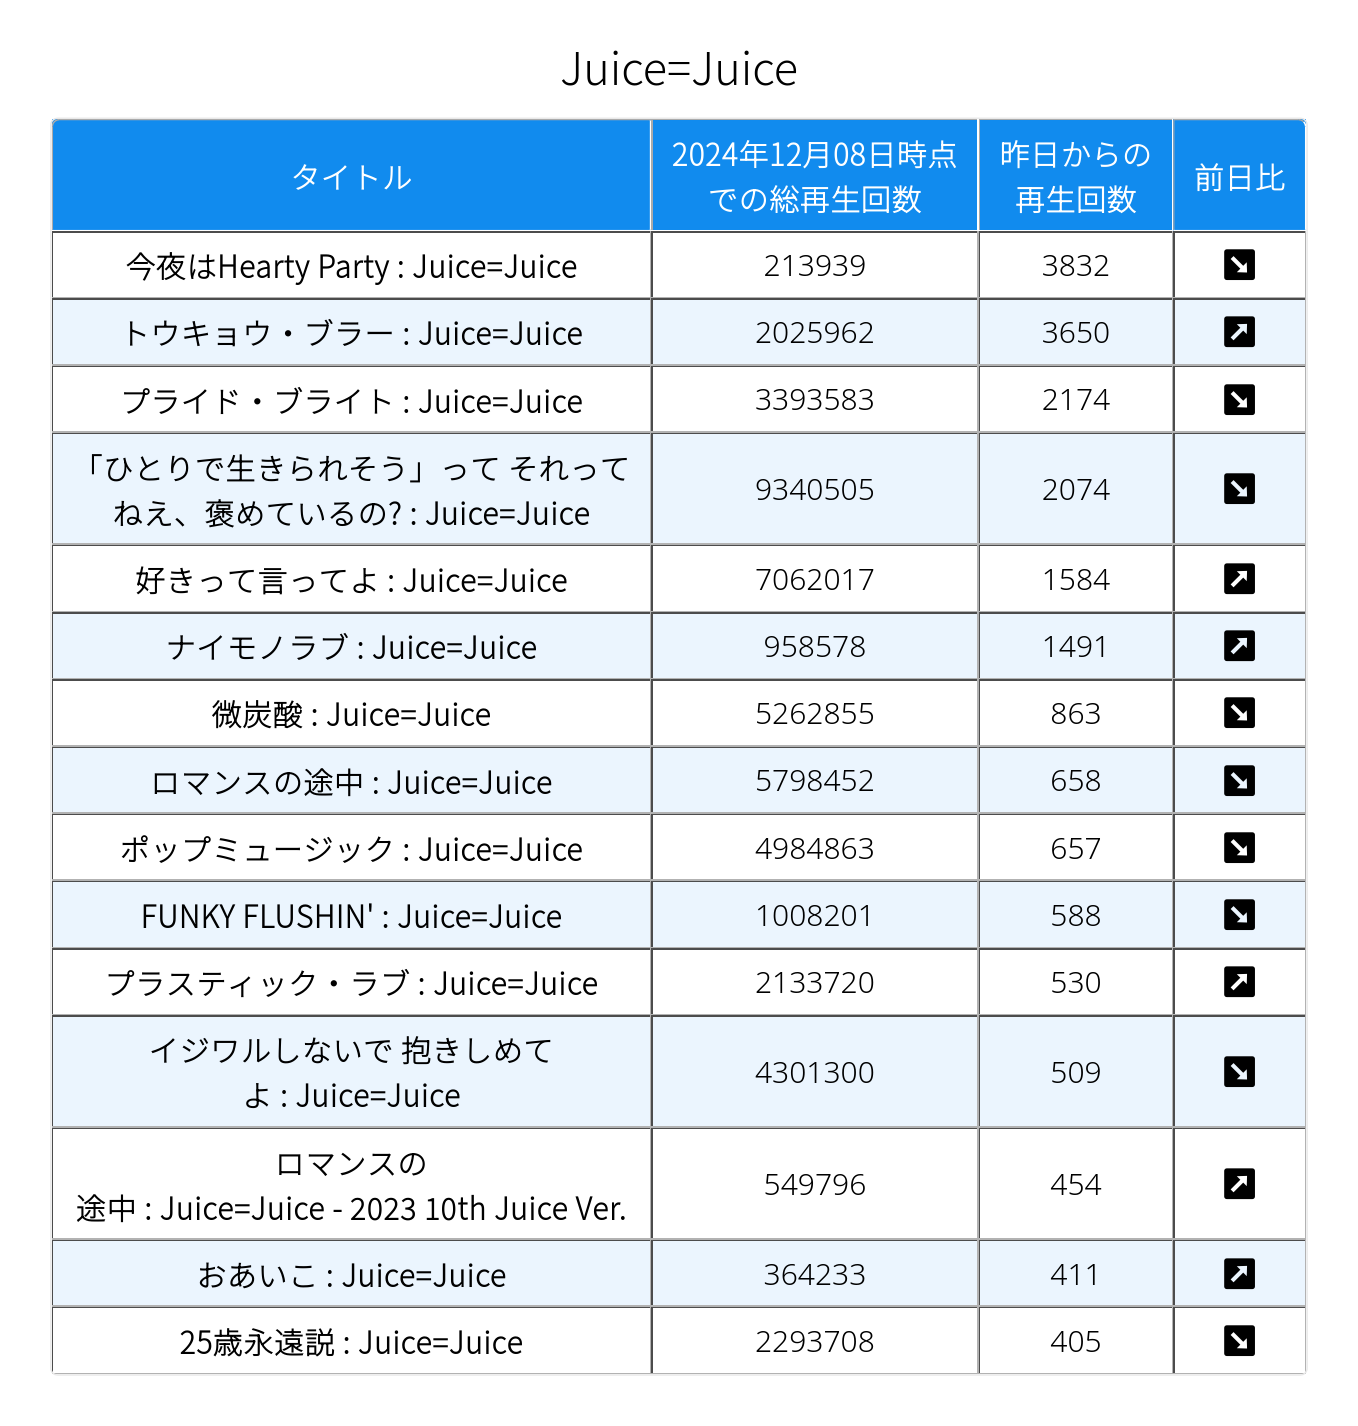 Juice=Juice
タイトル
2024年12月08日時点
での総再生回数
昨日からの
再生回数
前日比
今夜はHearty Party : Juice=Juice
213939
3832
トウキョウ・ブラー : Juice=Juice
2025962
3650
プライド・ブライト : Juice=Juice
3393583
2174
「ひとりで生きられそう」って それって
ねえ、褒めているの? : Juice=Juice
9340505
2074
好きって言ってよ : Juice=Juice
7062017
1584
ナイモノラブ : Juice=Juice
958578
1491
微炭酸 : Juice=Juice
5262855
863
ロマンスの途中 : Juice=Juice
5798452
658
ポップミュージック : Juice=Juice
4984863
657
FUNKY FLUSHIN' : Juice=Juice
1008201
588
プラスティック・ラブ : Juice=Juice
2133720
530
イジワルしないで 抱きしめて
よ : Juice=Juice
4301300
509
ロマンスの
途中 : Juice=Juice - 2023 10th Juice Ver.
549796
454
おあいこ : Juice=Juice
364233
411
25歳永遠説 : Juice=Juice
2293708
405